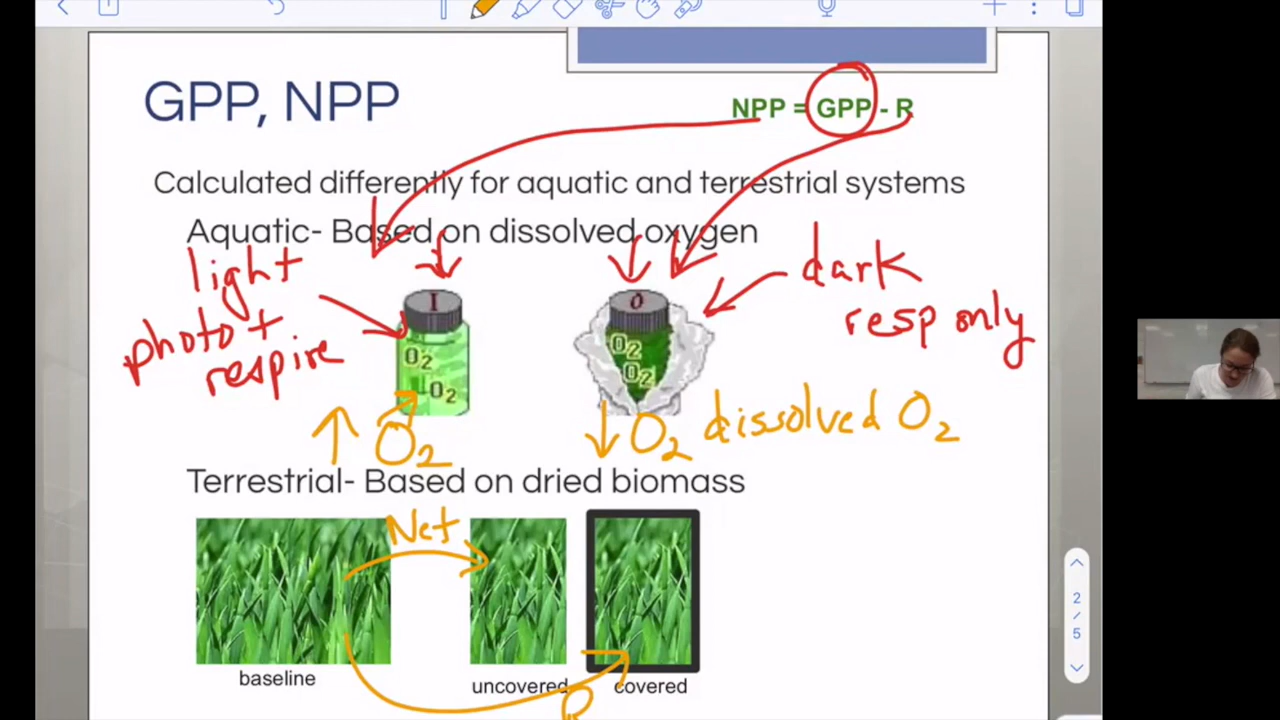 GPP, NPP
NPP = GPP - R
Calculated differently for aquatic and terrestrial systems
Aquatic- Based on dissolved oxygen
light
photo +
respire
dark
resp only
I
O₂
O₂
O
O₂
O₂
↑ O₂
↓ O₂ dissolved O₂
Terrestrial- Based on dried biomass
Net
baseline
uncovered
covered
R
2
/
5